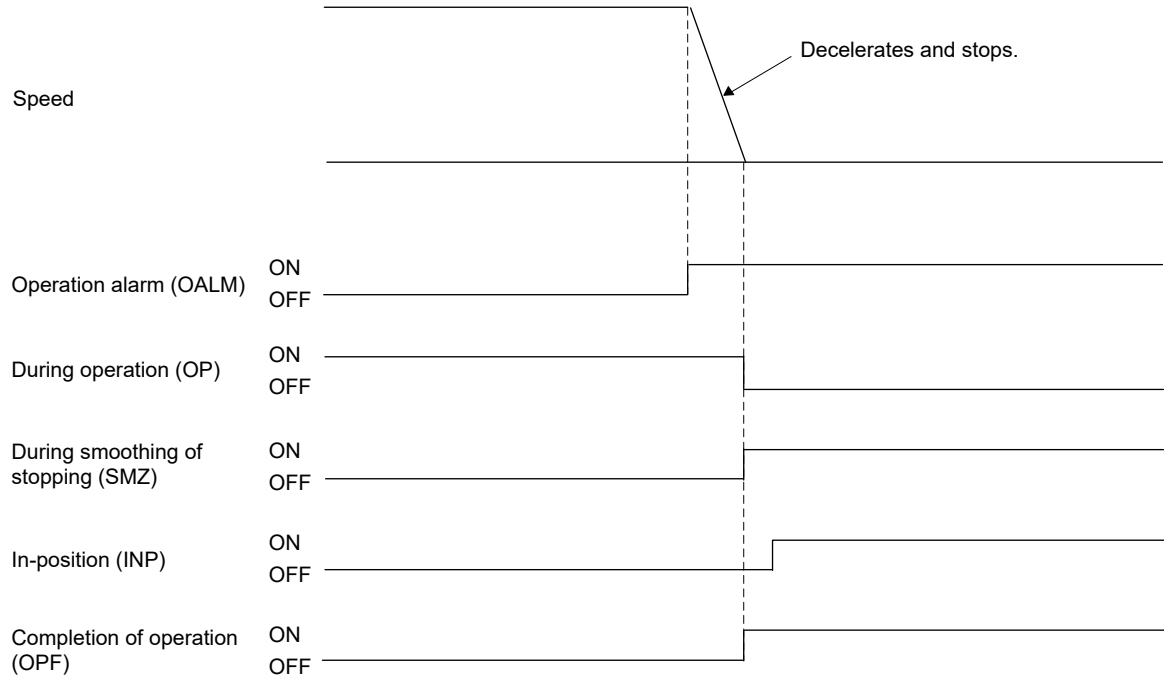 Decelerates and stops.
Speed
Operation alarm (OALM)
ON
OFF
During operation (OP)
ON
OFF
During smoothing of
stopping (SMZ)
ON
OFF
In-position (INP)
ON
OFF
Completion of operation
(OPF)
ON
OFF